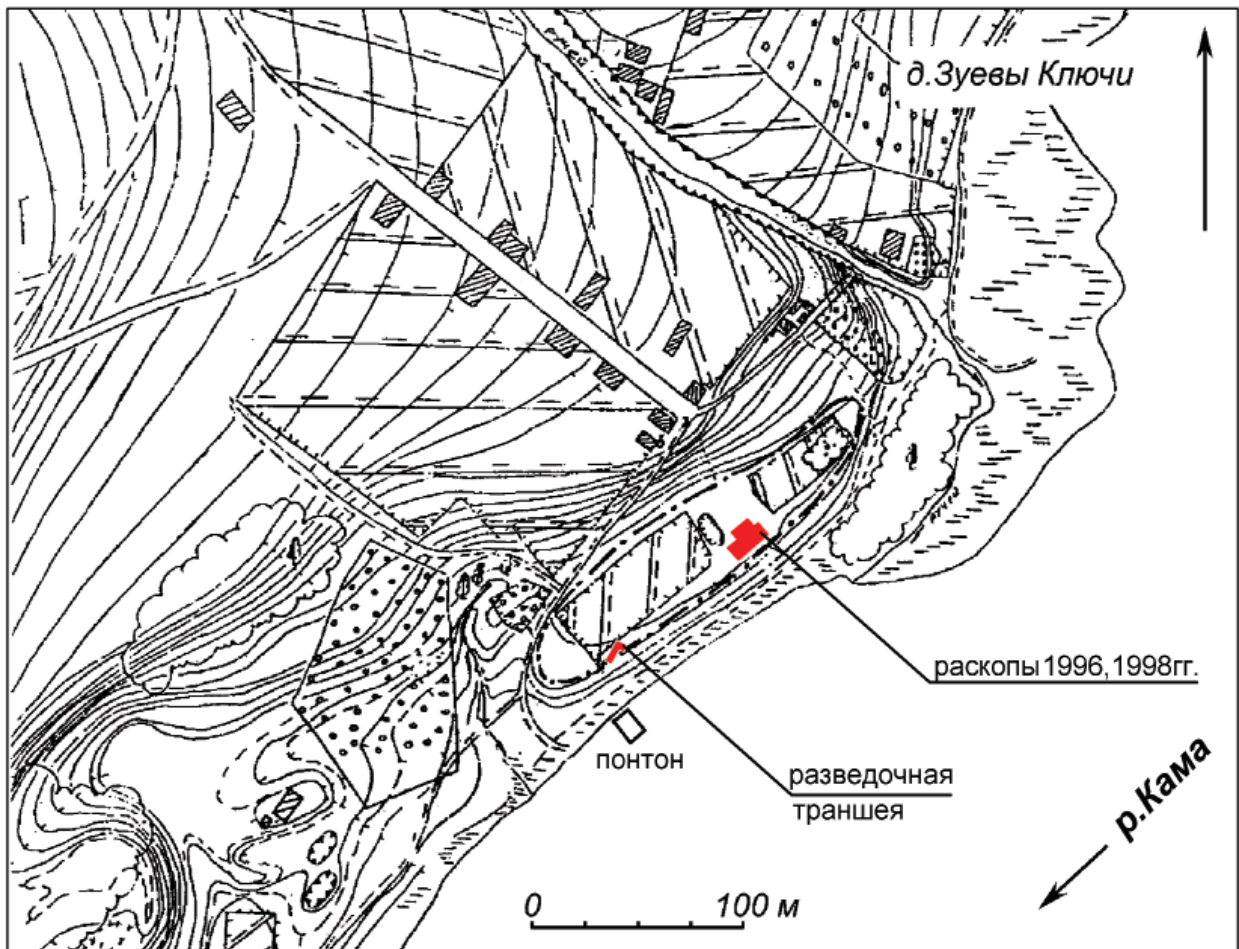 д.Зуевы Ключи
раскопы 1996, 1998гг.
понтон
разведочная
траншея
р.Кама
0 100 м